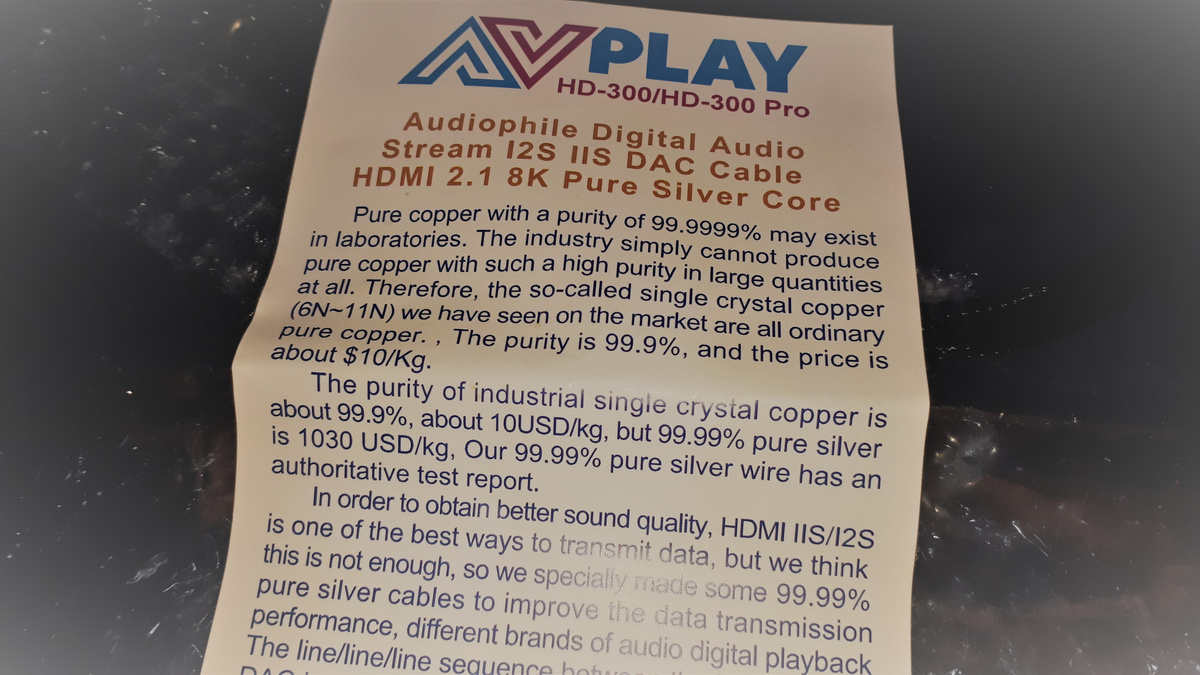 AVPLAY
HD-300/HD-300 Pro
Audiophile Digital Audio
Stream I2S IIS DAC Cable
HDMI 2.1 8K Pure Silver Core
Pure copper with a purity of 99.9999% may exist
in laboratories. The industry simply cannot produce
pure copper with such a high purity in large quantities
at all. Therefore, the so-called single crystal copper
(6N~11N) we have seen on the market are all ordinary
pure copper. , The purity is 99.9%, and the price is
about $10/Kg.
The purity of industrial single crystal copper is
about 99.9%, about 10USD/kg, but 99.99% pure silver
is 1030 USD/kg, Our 99.99% pure silver wire has an
authoritative test report.
In order to obtain better sound quality, HDMI IIS/I2S
is one of the best ways to transmit data, but we think
this is not enough, so we specially made some 99.99%
pure silver cables to improve the data transmission
performance, different brands of audio digital playback
The line/line/line sequence